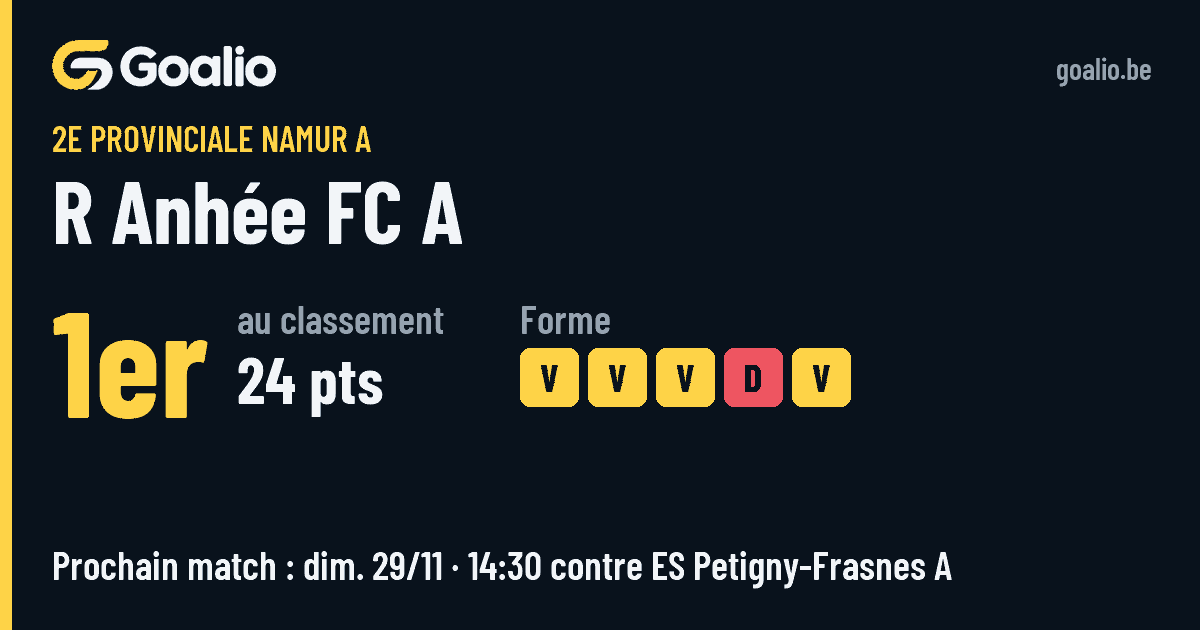 Goalio
goalio.be
2E PROVINCIALE NAMUR A
R Anhée FC A
1er
au classement
24 pts
Forme
V V V D V
Prochain match : dim. 29/11 · 14:30 contre ES Petigny-Frasnes A